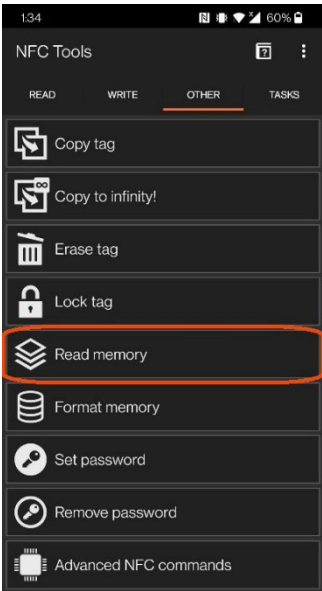 1:34 60%
NFC Tools
READ WRITE OTHER TASKS
Copy tag
Copy to infinity!
Erase tag
Lock tag
Read memory
Format memory
Set password
Remove password
Advanced NFC commands